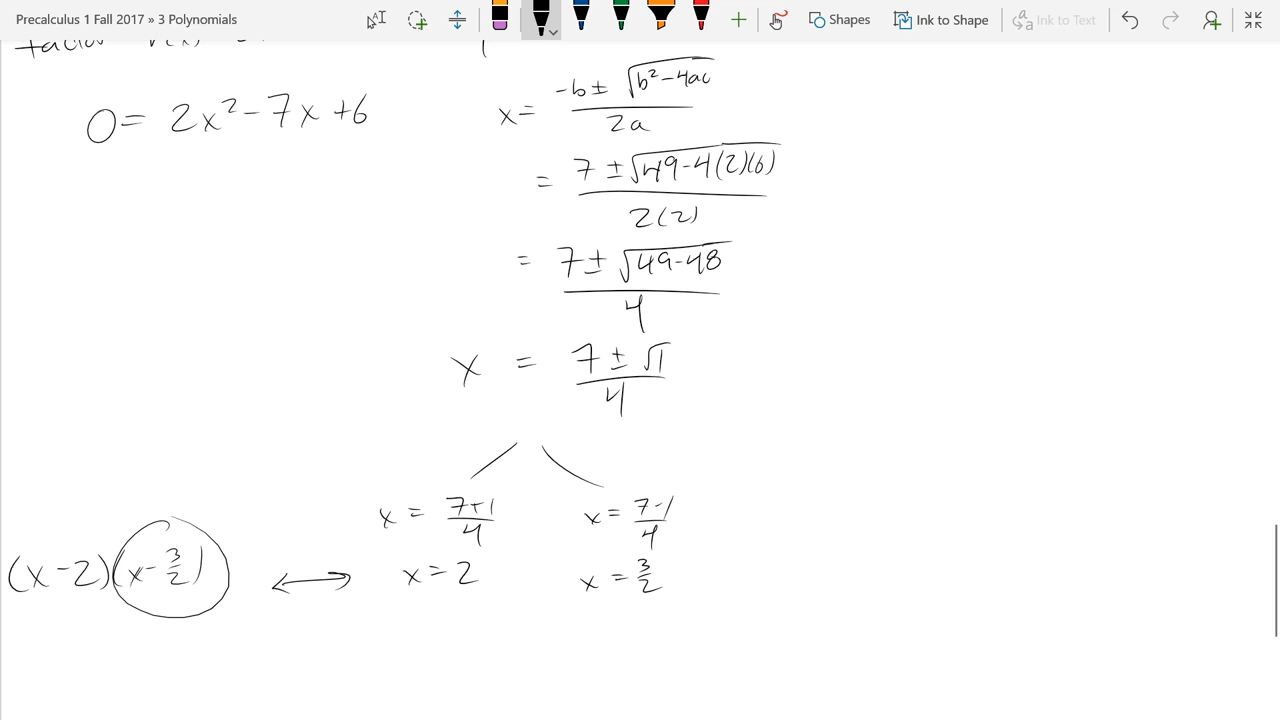 Precalculus 1 Fall 2017 » 3 Polynomials
Shapes
Ink to Shape
Ink to Text
factor
0 = 2x² - 7x + 6
x = (-b ± √(b² - 4ac))/(2a)
= (7 ± √(49 - 4(2)(6)))/(2(2))
= (7 ± √(49 - 48))/4
x = (7 ± √1)/4
x = (7+1)/4
x = (7-1)/4
(x - 2)(x - 3/2) ↔ x = 2
x = 3/2